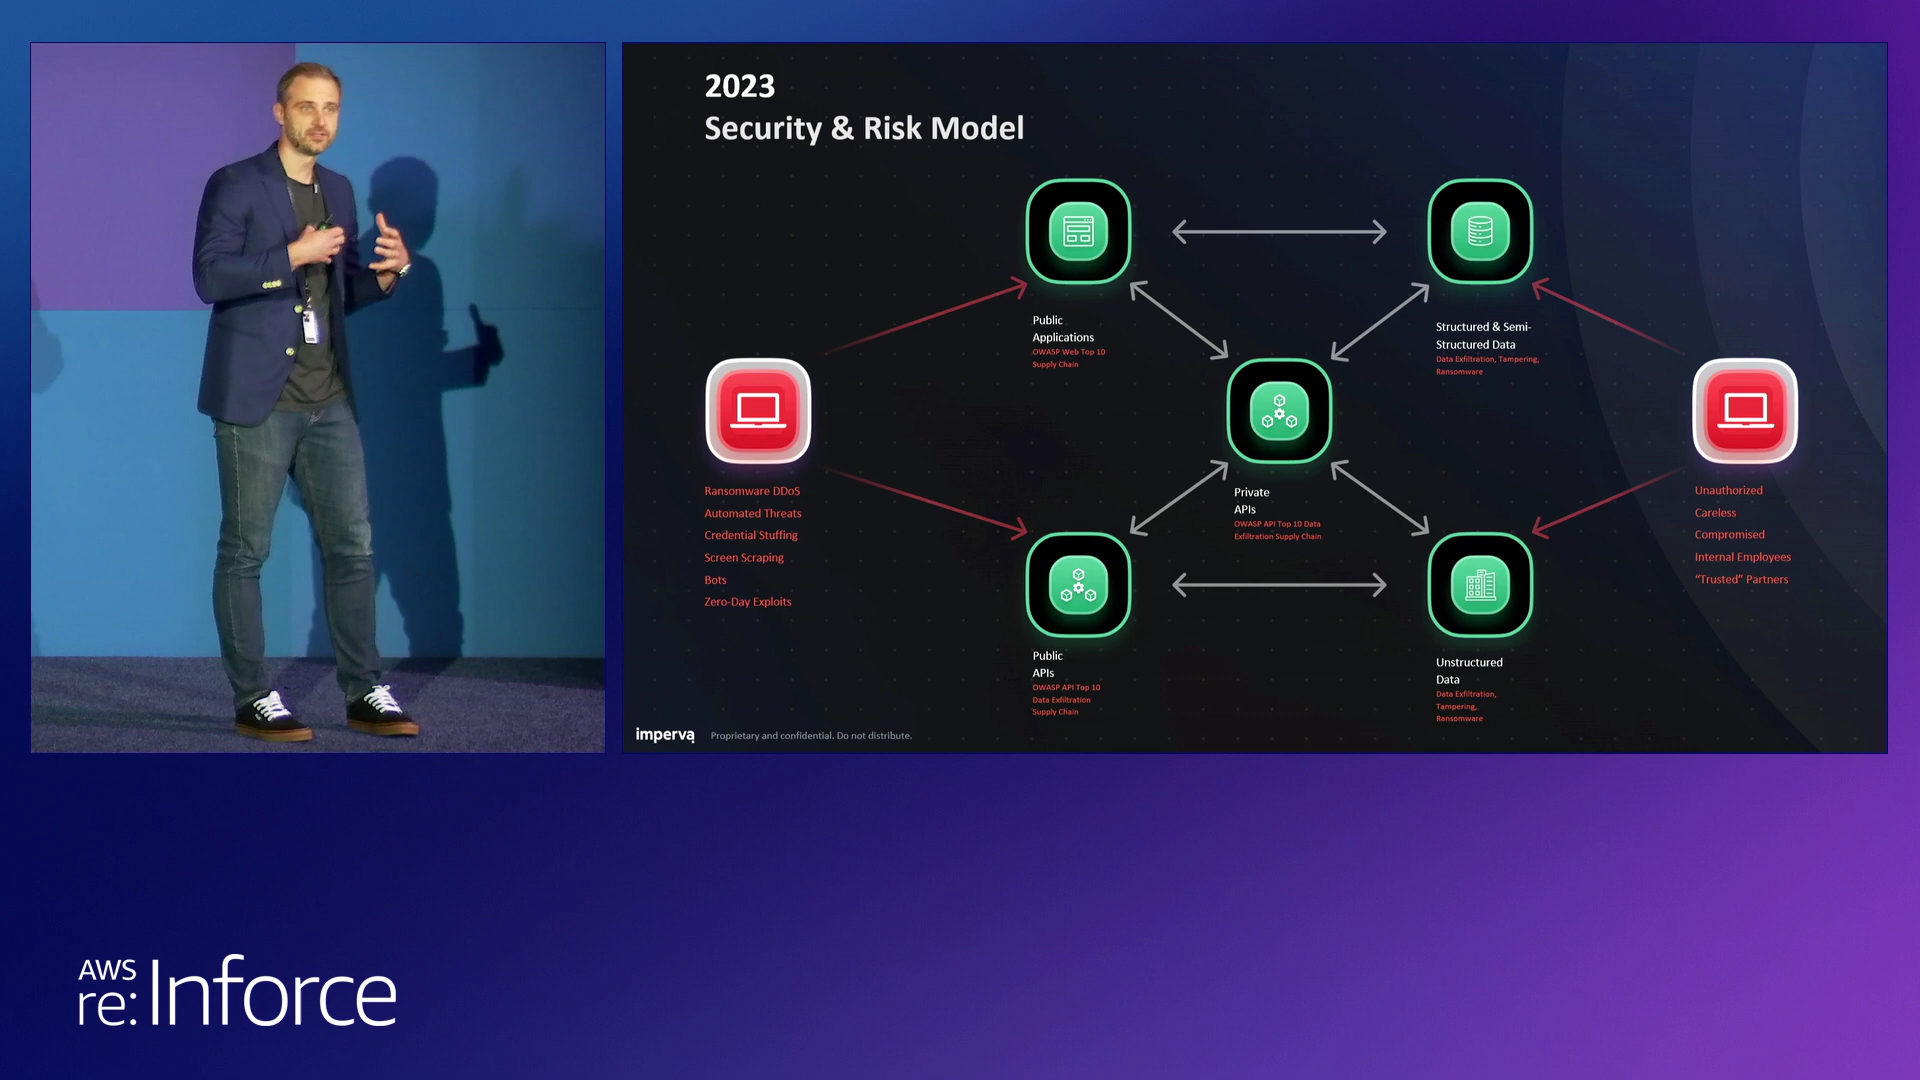 2023
Security & Risk Model
Public
Applications
OWASP Web Top 10
Supply Chain
Structured & Semi-
Structured Data
Data Exfiltration, Tampering,
Ransomware
Ransomware DDoS
Automated Threats
Credential Stuffing
Screen Scraping
Bots
Zero-Day Exploits
Private
APIs
OWASP API Top 10 Data
Exfiltration Supply Chain
Unauthorized
Careless
Compromised
Internal Employees
“Trusted” Partners
Public
APIs
OWASP API Top 10
Data Exfiltration
Supply Chain
Unstructured
Data
Data Exfiltration,
Tampering,
Ransomware
imperva
Proprietary and confidential. Do not distribute.
AWS
re:Inforce